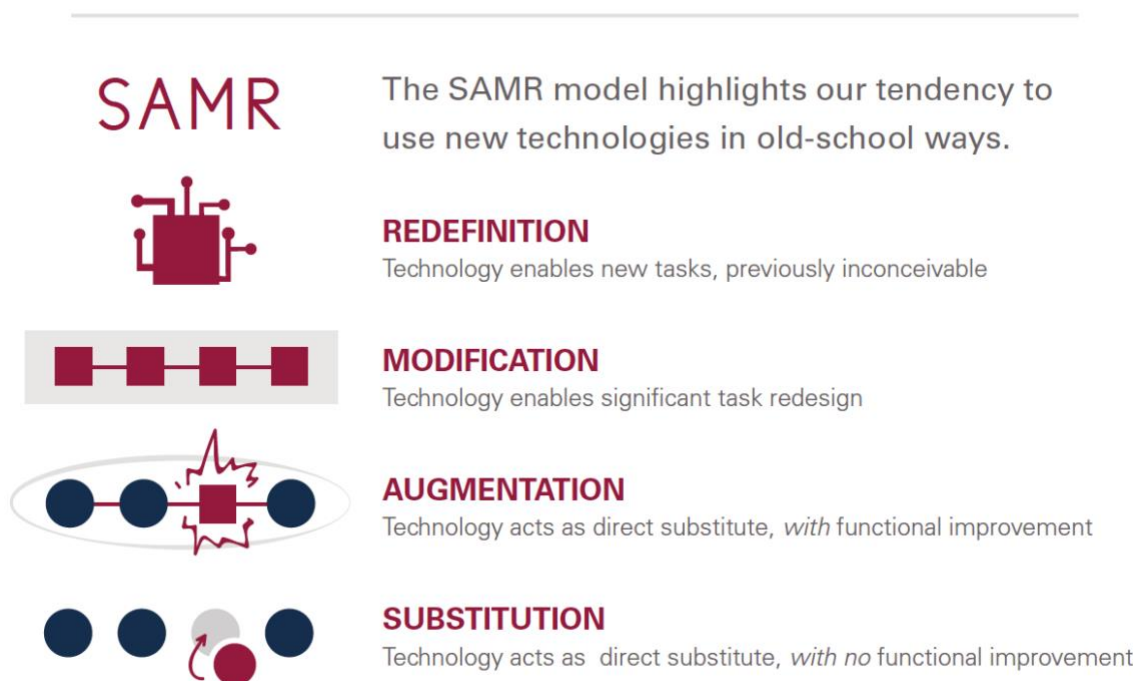 SAMR
The SAMR model highlights our tendency to
use new technologies in old-school ways.
REDEFINITION
Technology enables new tasks, previously inconceivable
MODIFICATION
Technology enables significant task redesign
AUGMENTATION
Technology acts as direct substitute, with functional improvement
SUBSTITUTION
Technology acts as direct substitute, with no functional improvement